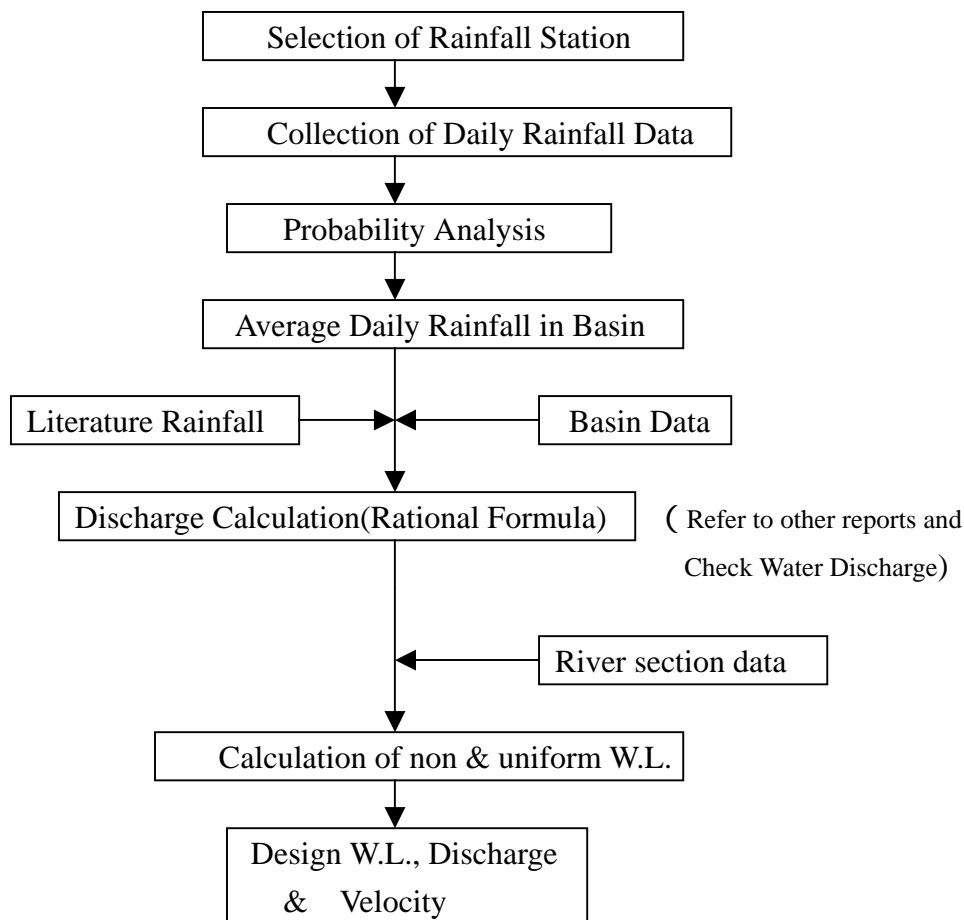 Selection of Rainfall Station
Collection of Daily Rainfall Data
Probability Analysis
Average Daily Rainfall in Basin
Literature Rainfall
Basin Data
Discharge Calculation(Rational Formula)
( Refer to other reports and
Check Water Discharge)
River section data
Calculation of non & uniform W.L.
Design W.L., Discharge
& Velocity